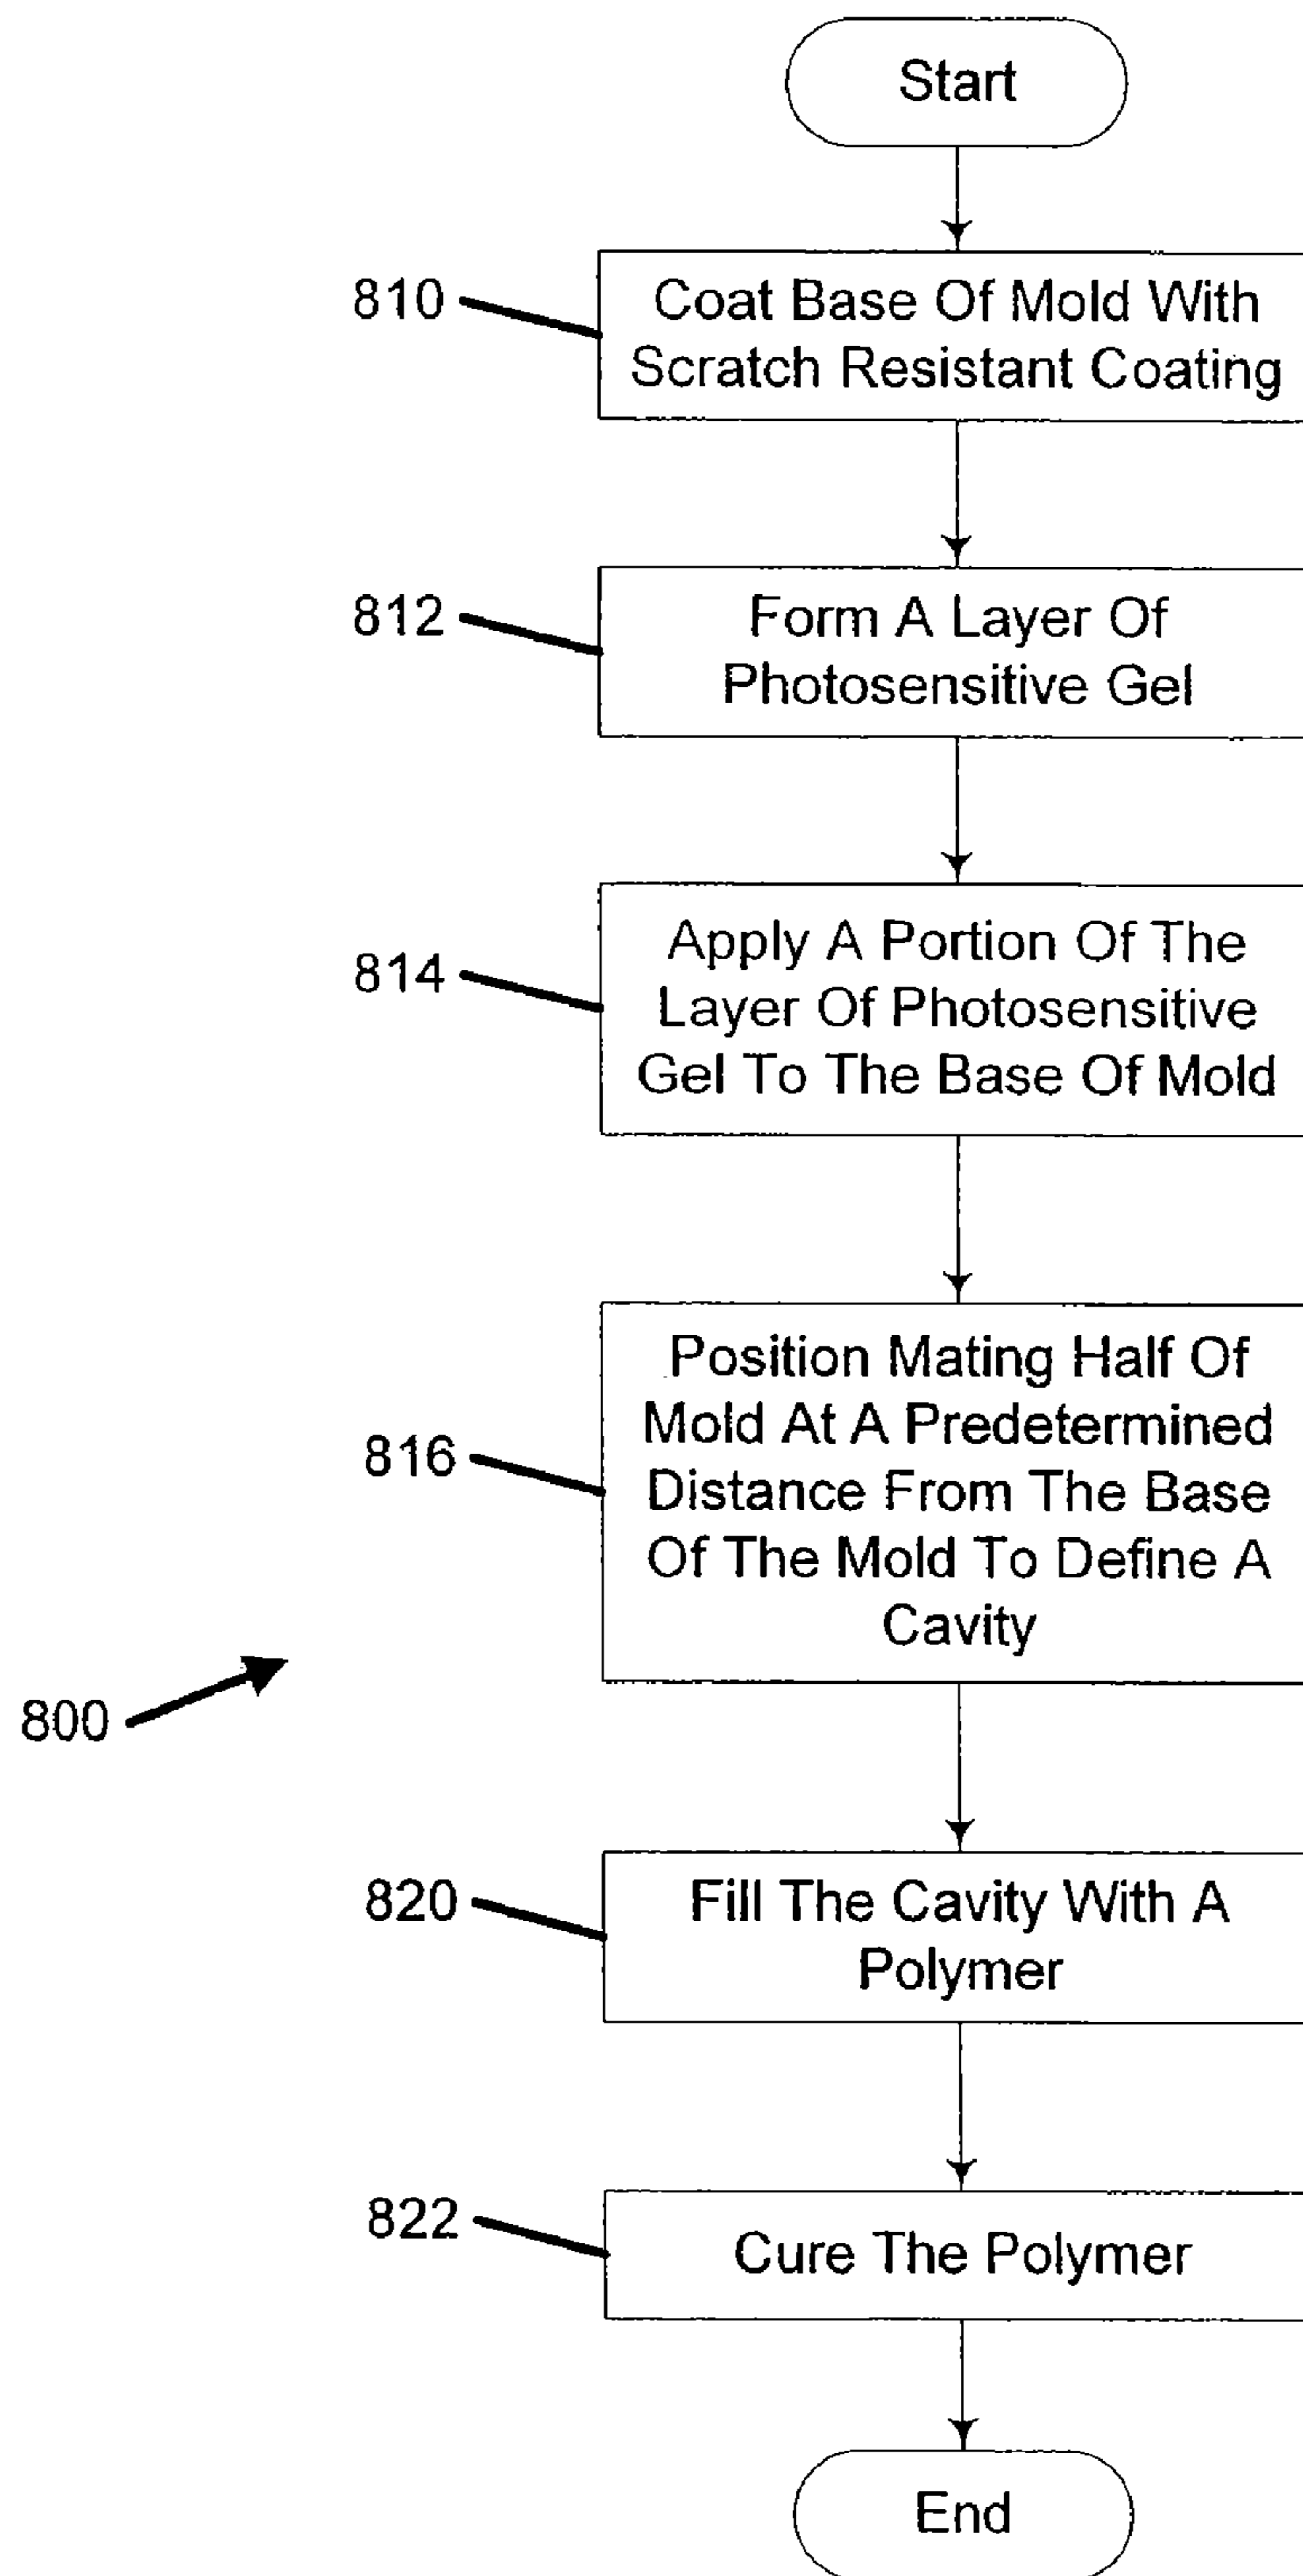 Start
810
Coat Base Of Mold With
Scratch Resistant Coating
812
Form A Layer Of
Photosensitive Gel
814
Apply A Portion Of The
Layer Of Photosensitive
Gel To The Base Of Mold
816
Position Mating Half Of
Mold At A Predetermined
Distance From The Base
Of The Mold To Define A
Cavity
800
820
Fill The Cavity With A
Polymer
822
Cure The Polymer
End